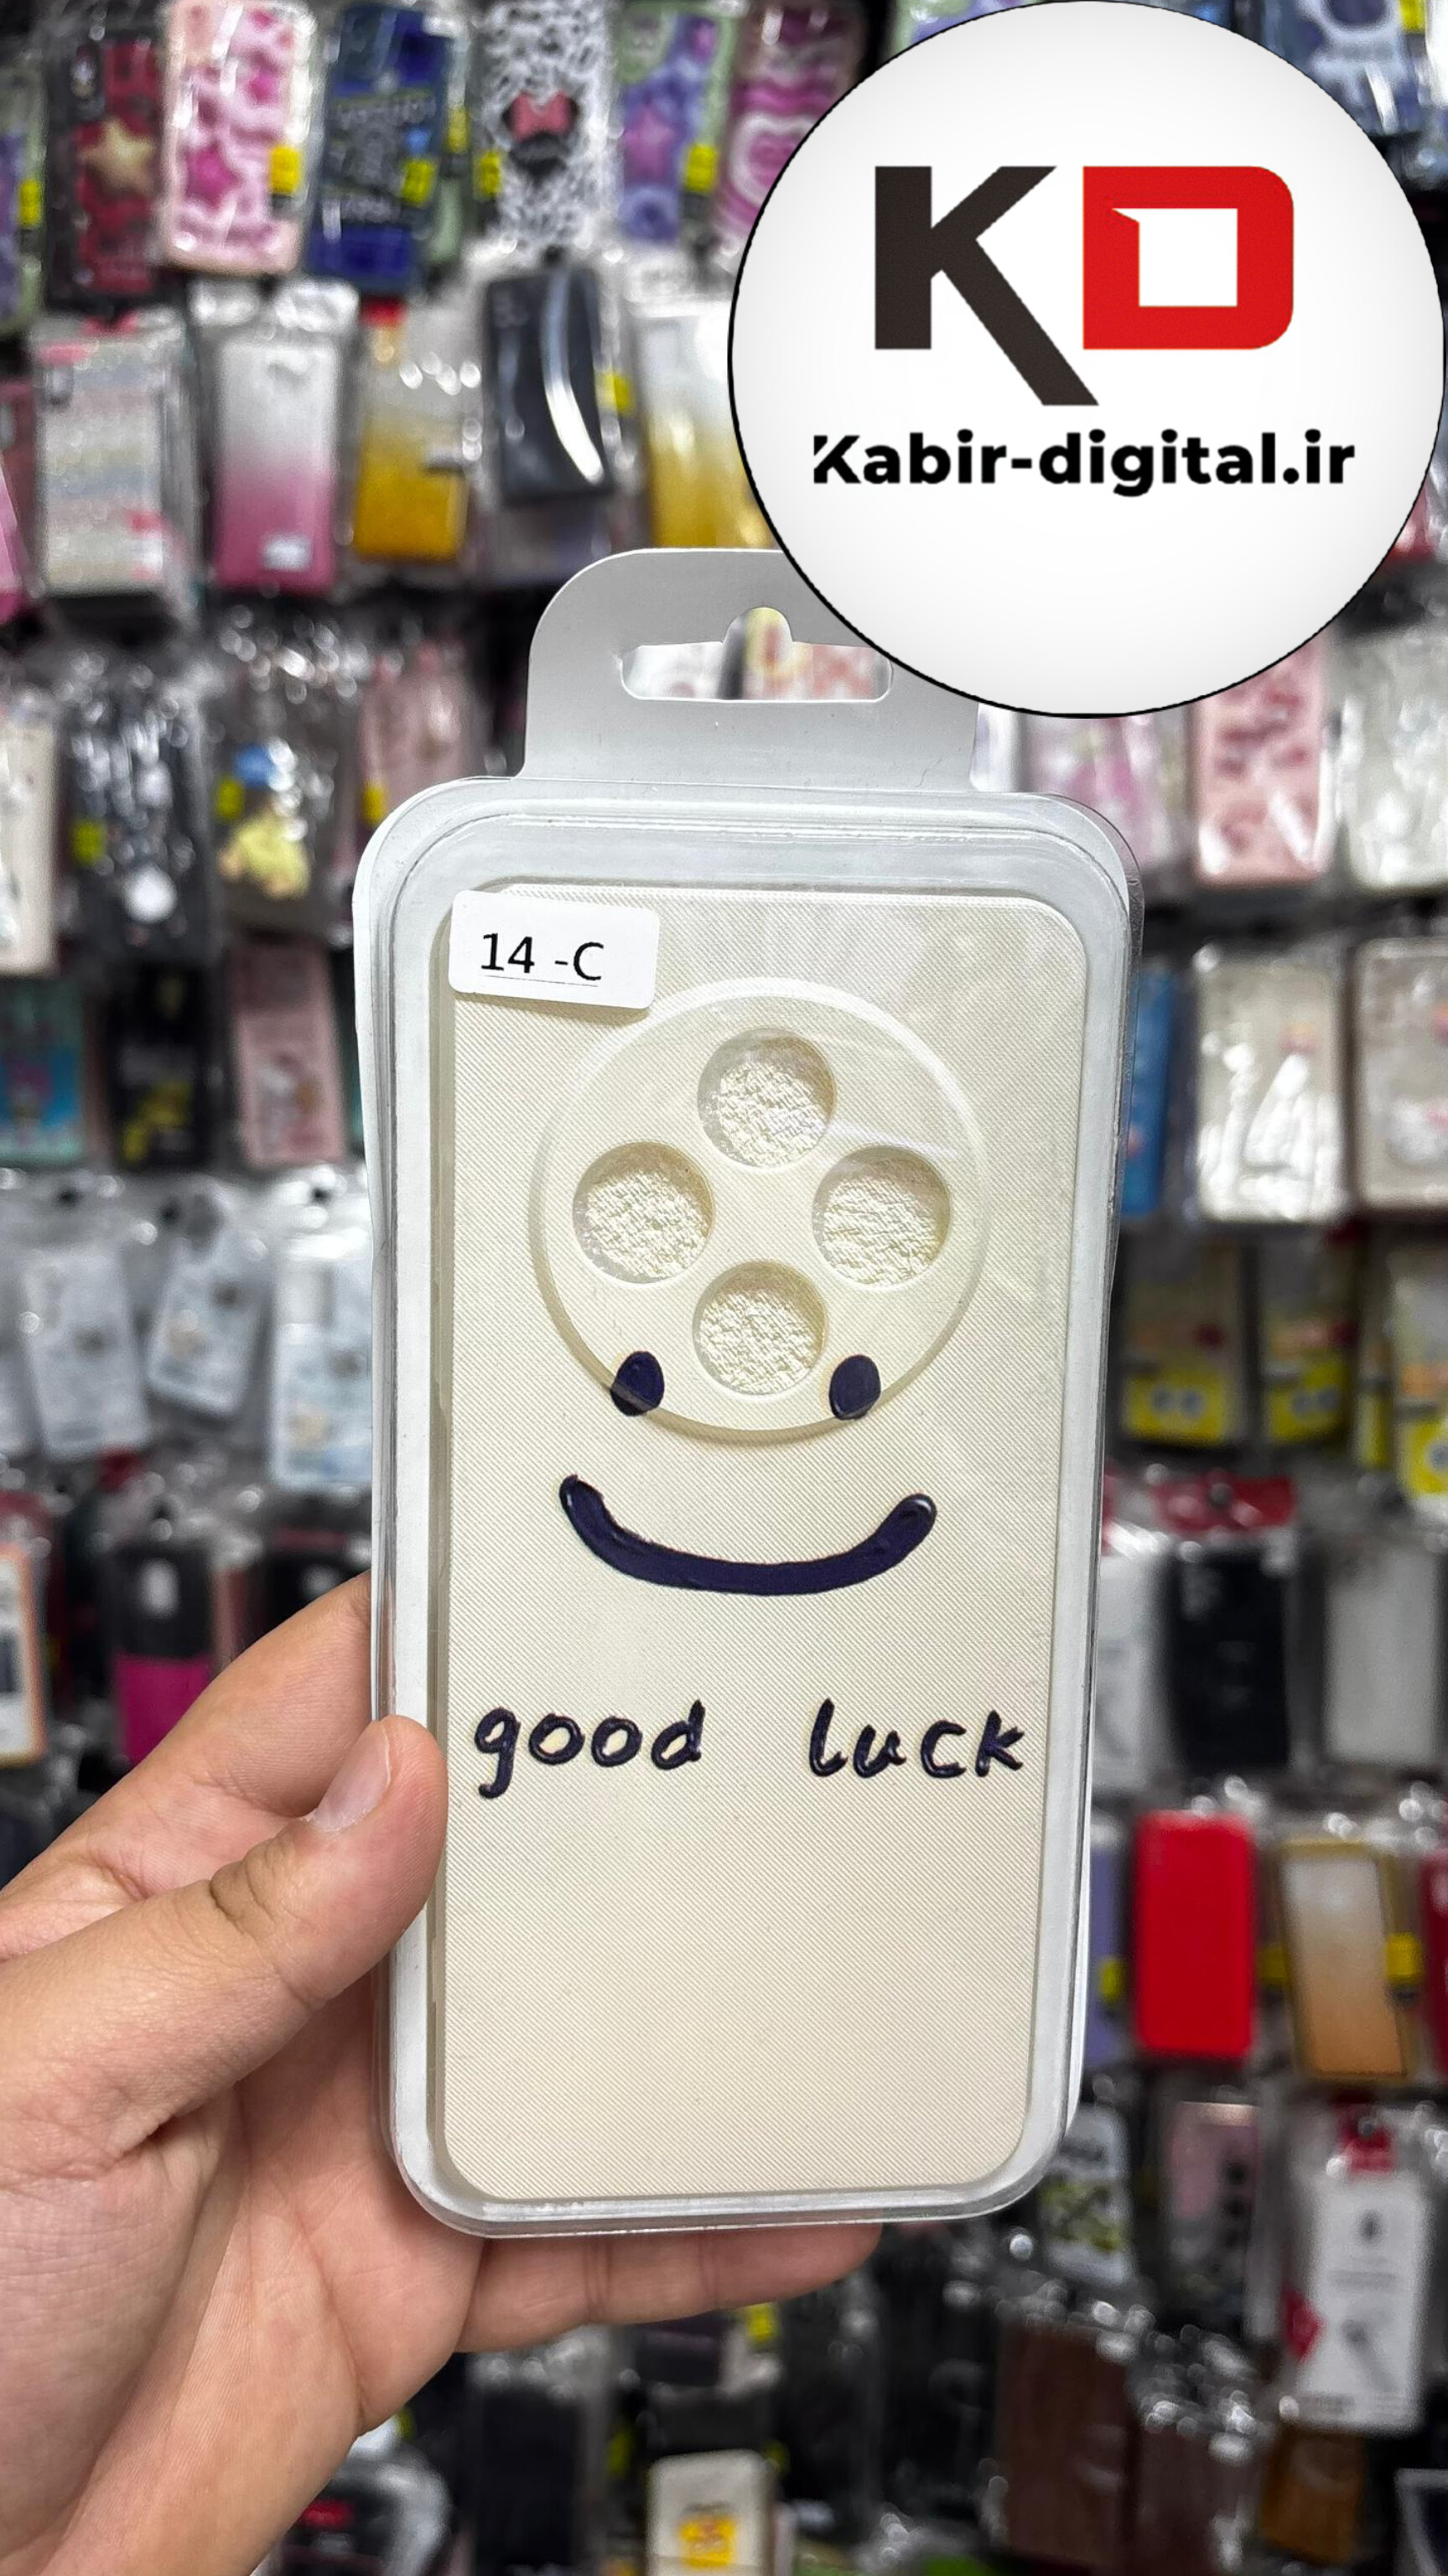 KD
Kabir-digital.ir
14 -C
good luck